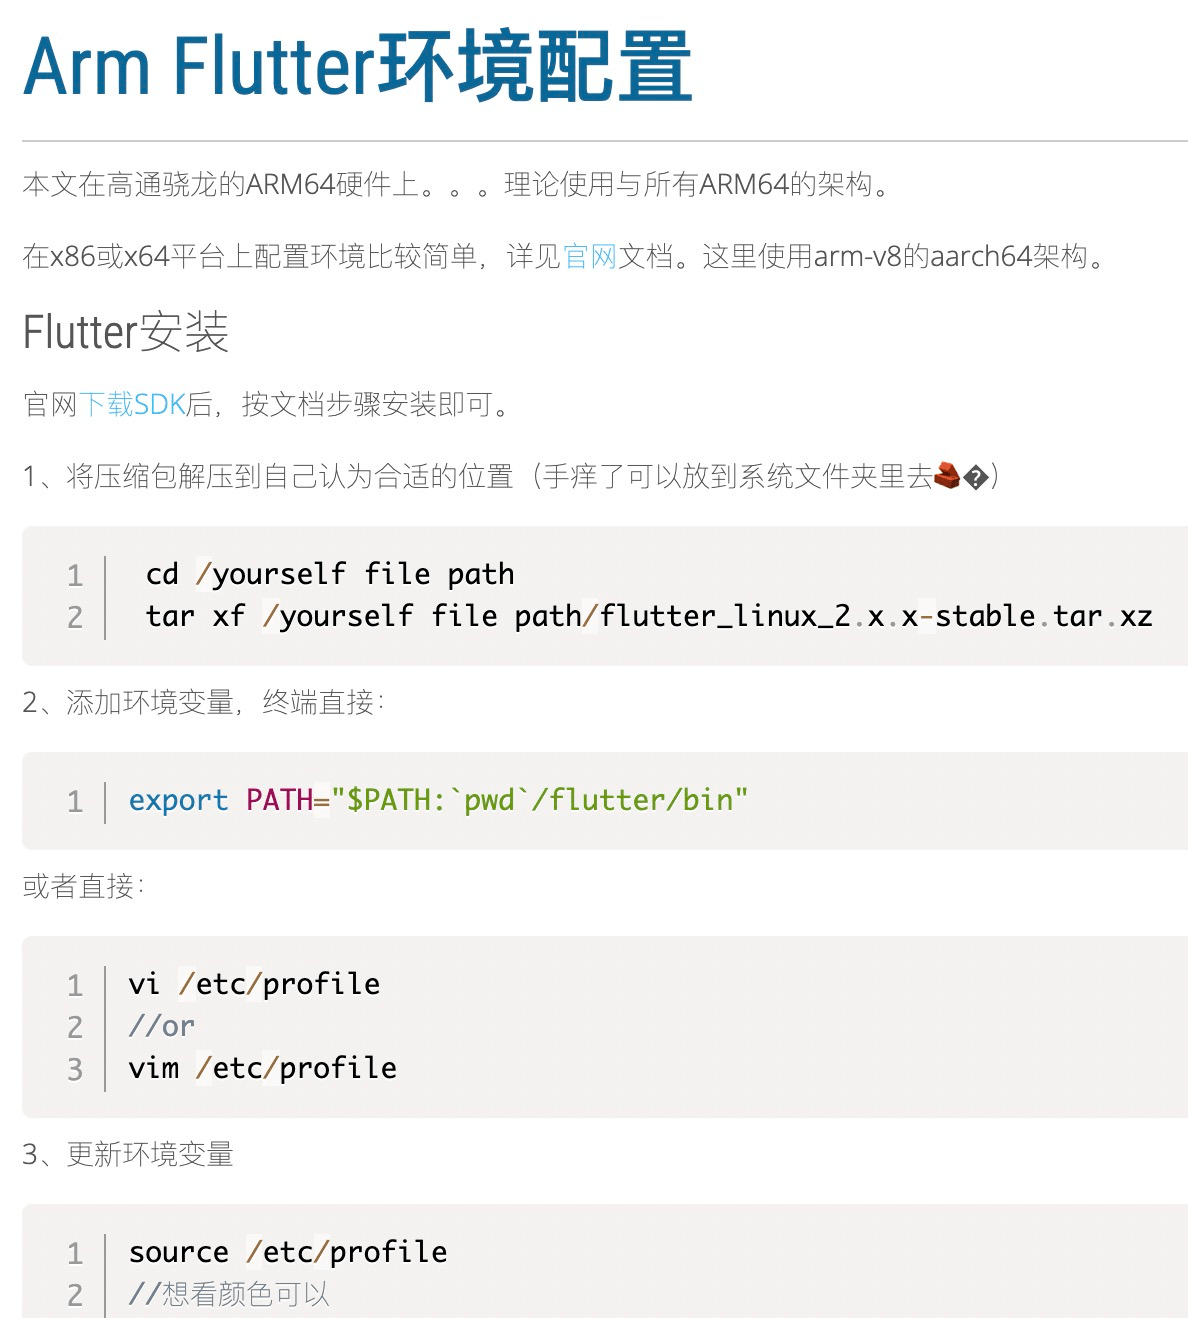 Arm Flutter环境配置
本文在高通骁龙的ARM64硬件上。。。理论使用与所有ARM64的架构。
在x86或x64平台上配置环境比较简单，详见官网文档。这里使用arm-v8的aarch64架构。
Flutter安装
官网下载SDK后，按文档步骤安装即可。
1、将压缩包解压到自己认为合适的位置（手痒了可以放到系统文件夹里去�）
1 cd /yourself file path
2 tar xf /yourself file path/flutter_linux_2.x.x-stable.tar.xz
2、添加环境变量，终端直接：
1 export PATH="$PATH:`pwd`/flutter/bin"
或者直接：
1 vi /etc/profile
2 //or
3 vim /etc/profile
3、更新环境变量
1 source /etc/profile
2 //想看颜色可以